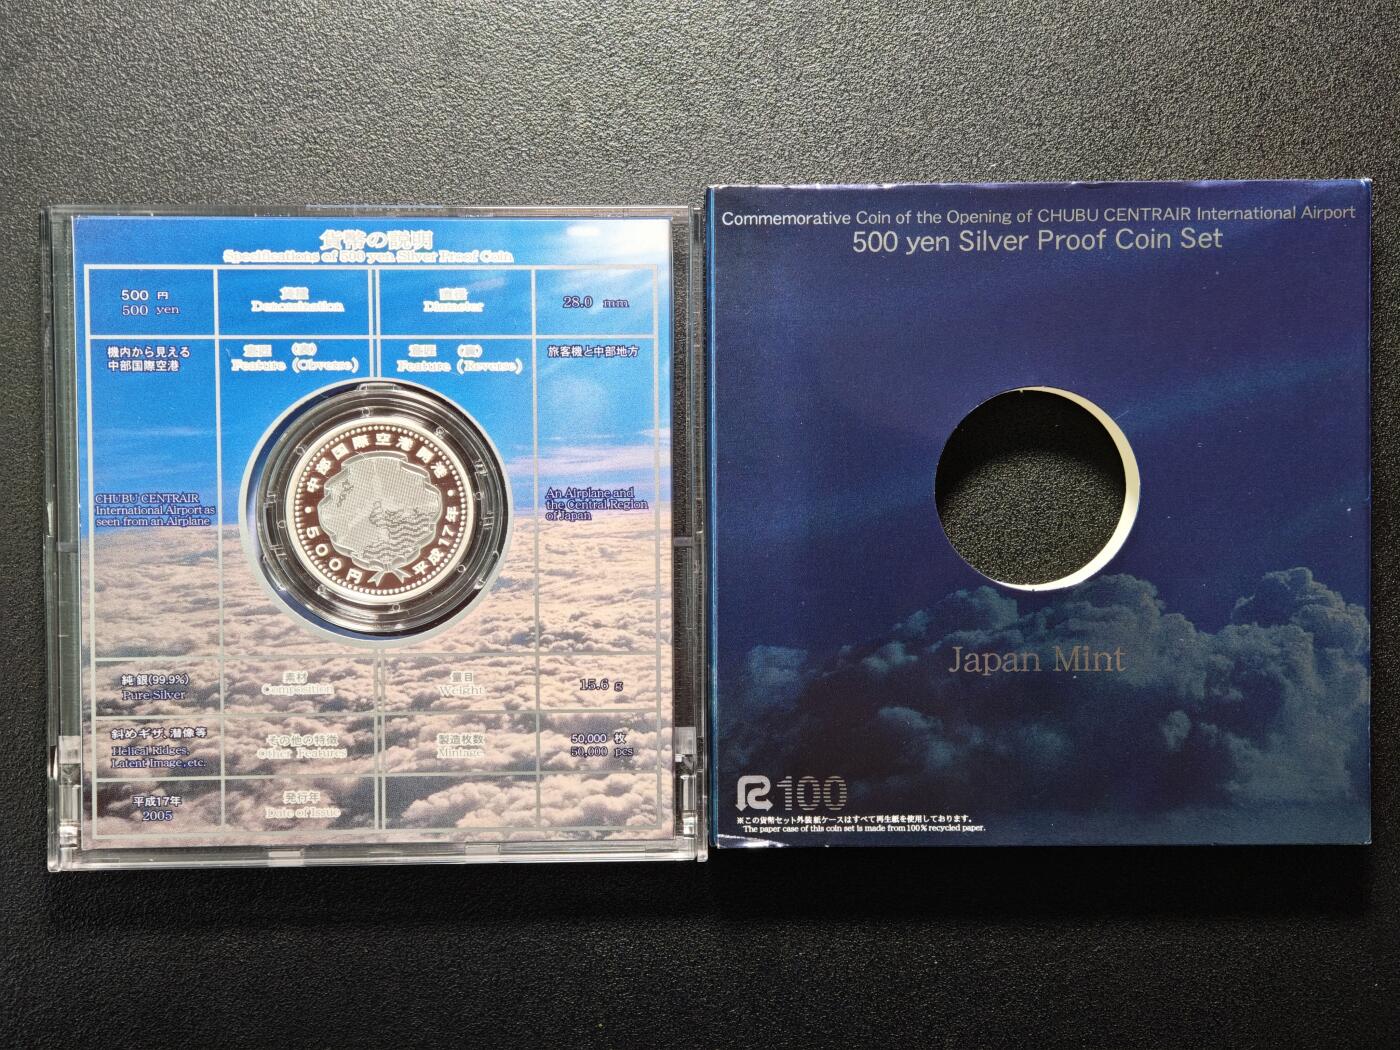 貨幣の説明
Specifications of 500 yen Silver Proof Coin
500 円
500 yen
貨種
Denomination
直径
Diameter
28.0 mm
機内から見える
中部国際空港
意匠 (表)
Feature (Obverse)
意匠 (裏)
Feature (Reverse)
旅客機と中部地方
CHUBU CENTRAIR
International Airport as
seen from an Airplane
An Airplane and
the Central Region
of Japan
中部国際空港開港
500円
平成17年
純銀(99.9%)
Pure Silver
素材
Composition
量目
Weight
15.6 g
斜めギザ、潜像等
Helical Ridges,
Latent Image, etc.
その他の特徴
Other Features
製造枚数
Mintage
50,000 枚
50,000 pcs
平成17年
2005
発行年
Date of Issue
Commemorative Coin of the Opening of CHUBU CENTRAIR International Airport
500 yen Silver Proof Coin Set
Japan Mint
R100
※この貨幣セット外装紙ケースはすべて再生紙を使用しております。
The paper case of this coin set is made from 100% recycled paper.